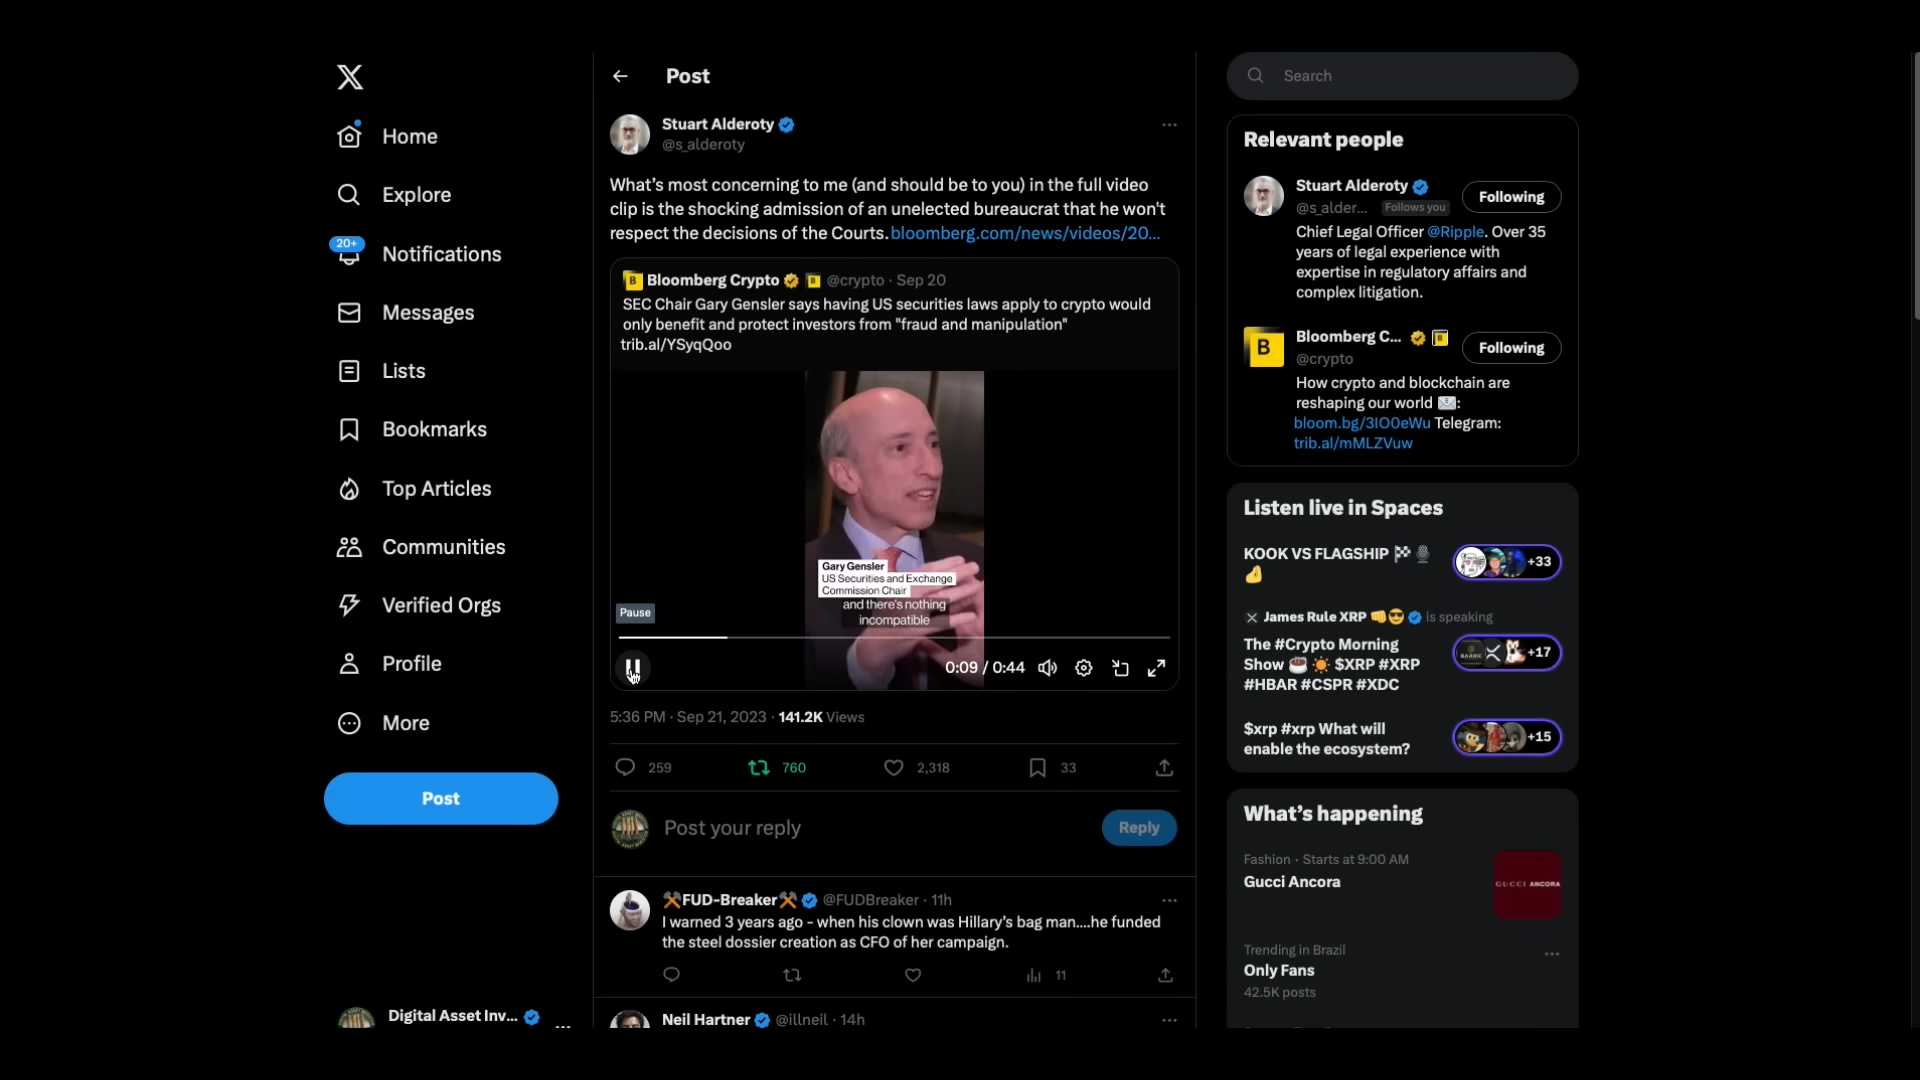 Home
Explore
20+
Notifications
Messages
Lists
Bookmarks
Top Articles
Communities
Verified Orgs
Profile
More
Post
Digital Asset Inv...
Post
Stuart Alderoty
@s_alderoty
What's most concerning to me (and should be to you) in the full video
clip is the shocking admission of an unelected bureaucrat that he won't
respect the decisions of the Courts. bloomberg.com/news/videos/20...
B Bloomberg Crypto B @crypto · Sep 20
SEC Chair Gary Gensler says having US securities laws apply to crypto would
only benefit and protect investors from "fraud and manipulation"
trib.al/YSyqQoo
Gary Gensler
US Securities and Exchange
Commission Chair
and there's nothing
incompatible
Pause
0:09 / 0:44
5:36 PM · Sep 21, 2023 · 141.2K Views
259 760 2,318 33
Post your reply
Reply
FUD-Breaker @FUDBreaker · 11h
I warned 3 years ago - when his clown was Hillary's bag man....he funded
the steel dossier creation as CFO of her campaign.
11
Neil Hartner @illneil · 14h
Search
Relevant people
Stuart Alderoty
@s_alder... Follows you
Following
Chief Legal Officer @Ripple. Over 35
years of legal experience with
expertise in regulatory affairs and
complex litigation.
B
Bloomberg C... B
@crypto
Following
How crypto and blockchain are
reshaping our world 📨:
bloom.bg/3IO0eWu Telegram:
trib.al/mMLZVuw
Listen live in Spaces
KOOK VS FLAGSHIP 🏁 🎙
+33
James Rule XRP 👊😎 is speaking
The #Crypto Morning
Show ☕ ☀ $XRP #XRP
#HBAR #CSPR #XDC
+17
$xrp #xrp What will
enable the ecosystem?
+15
What's happening
Fashion · Starts at 9:00 AM
Gucci Ancora
GUCCI ANCORA
Trending in Brazil
Only Fans
42.5K posts